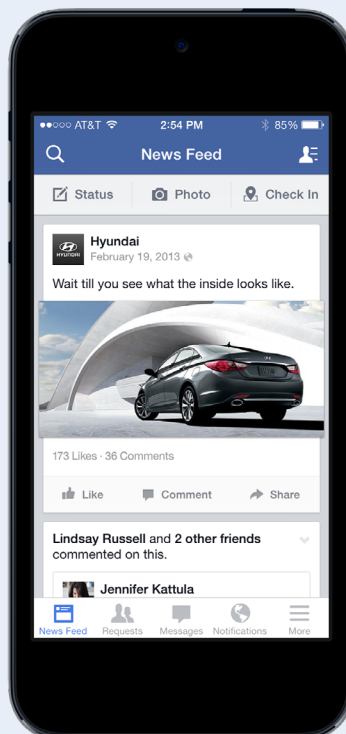 AT&T 2:54 PM 85%
News Feed
Status Photo Check In
HYUNDAI
Hyundai
February 19, 2013
Wait till you see what the inside looks like.
173 Likes · 36 Comments
Like Comment Share
Lindsay Russell and 2 other friends
commented on this.
Jennifer Kattula
News Feed Requests Messages Notifications More